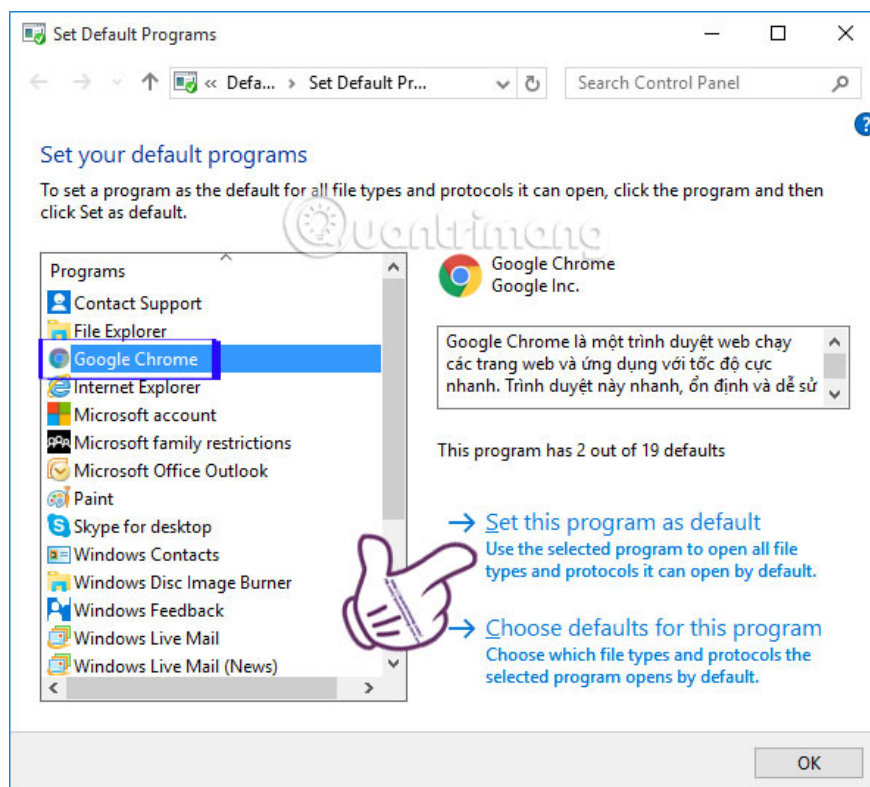 Set Default Programs
« Defa... › Set Default Pr...
Search Control Panel
?
Set your default programs
To set a program as the default for all file types and protocols it can open, click the program and then
click Set as default.
Quantrimang
Programs
Contact Support
File Explorer
Google Chrome
Internet Explorer
Microsoft account
Microsoft family restrictions
Microsoft Office Outlook
Paint
Skype for desktop
Windows Contacts
Windows Disc Image Burner
Windows Feedback
Windows Live Mail
Windows Live Mail (News)
Google Chrome
Google Inc.
Google Chrome là một trình duyệt web chạy
các trang web và ứng dụng với tốc độ cực
nhanh. Trình duyệt này nhanh, ổn định và dễ sử
This program has 2 out of 19 defaults
Set this program as default
Use the selected program to open all file
types and protocols it can open by default.
Choose defaults for this program
Choose which file types and protocols the
selected program opens by default.
OK